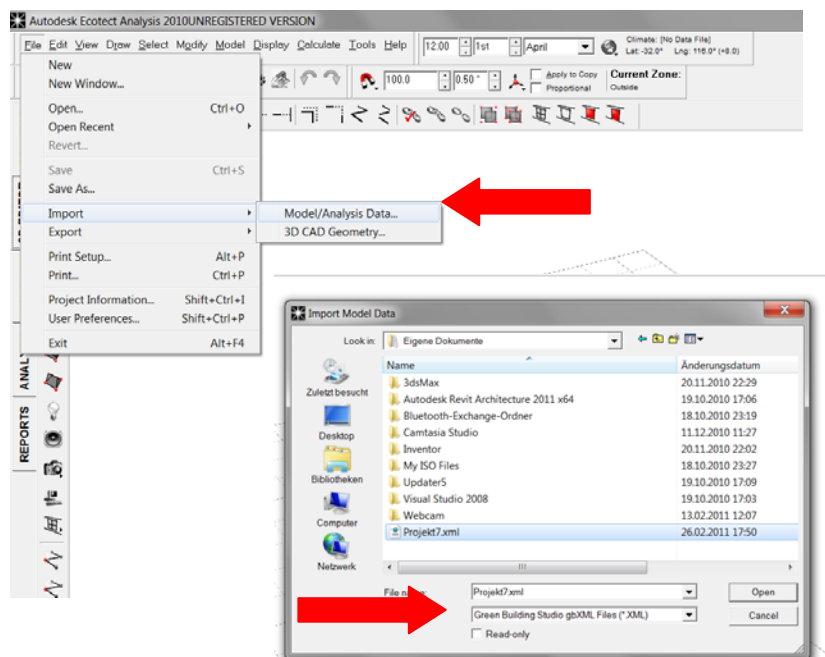 Autodesk Ecotect Analysis 2010UNREGISTERED VERSION
File Edit View Draw Select Modify Model Display Calculate Tools Help
12:00 1st April
Climate: [No Data File]
Lat: -32.0° Lng: 116.0° (+8.0)
New
New Window...
100.0 0.50 °
Apply to Copy
Proportional
Current Zone:
Outside
Open... Ctrl+O
Open Recent
Revert...
Save Ctrl+S
Save As...
Import
Model/Analysis Data...
Export
3D CAD Geometry...
Print Setup... Alt+P
Print... Ctrl+P
Project Information... Shift+Ctrl+I
User Preferences... Shift+Ctrl+P
Exit Alt+F4
REPORTS
Import Model Data
Look in: Eigene Dokumente
Name Änderungsdatum
Zuletzt besucht
Desktop
Bibliotheken
Computer
Netzwerk
3dsMax 20.11.2010 22:29
Autodesk Revit Architecture 2011 x64 19.10.2010 17:06
Bluetooth-Exchange-Ordner 18.10.2010 23:19
Camtasia Studio 11.12.2010 11:27
Inventor 20.11.2010 22:02
My ISO Files 18.10.2010 23:27
Updater5 19.10.2010 17:09
Visual Studio 2008 19.10.2010 17:03
Webcam 13.02.2011 12:07
Projekt7.xml 26.02.2011 17:50
File name: Projekt7.xml Open
Green Building Studio gbXML Files (*.XML) Cancel
Read-only